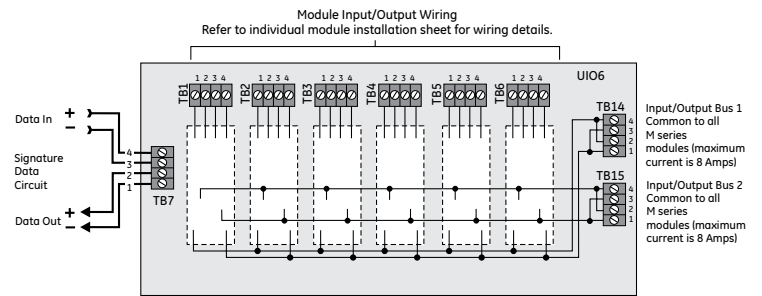 Module Input/Output Wiring
Refer to individual module installation sheet for wiring details.
UIO6
TB1 1 2 3 4
TB2 1 2 3 4
TB3 1 2 3 4
TB4 1 2 3 4
TB5 1 2 3 4
TB6 1 2 3 4
Data In + −
Signature
Data
Circuit
4
3
2
1
TB7
Data Out + −
TB14
4
3
2
1
Input/Output Bus 1
Common to all
M series
modules (maximum
current is 8 Amps)
TB15
4
3
2
1
Input/Output Bus 2
Common to all
M series
modules (maximum
current is 8 Amps)